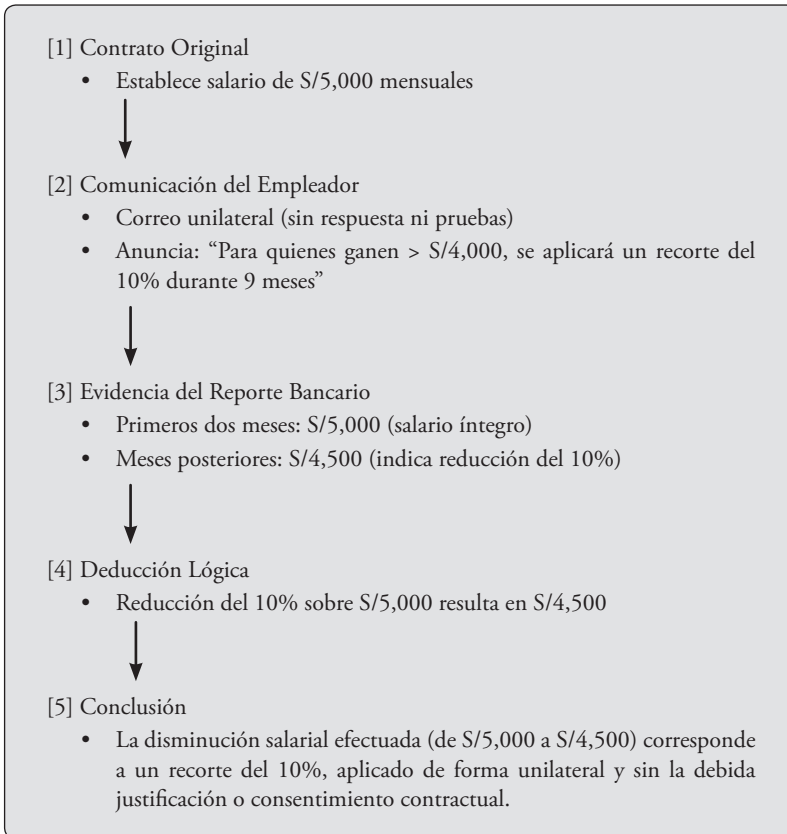 [1] Contrato Original
• Establece salario de S/5,000 mensuales
[2] Comunicación del Empleador
• Correo unilateral (sin respuesta ni pruebas)
• Anuncia: “Para quienes ganen > S/4,000, se aplicará un recorte del
10% durante 9 meses”
[3] Evidencia del Reporte Bancario
• Primeros dos meses: S/5,000 (salario íntegro)
• Meses posteriores: S/4,500 (indica reducción del 10%)
[4] Deducción Lógica
• Reducción del 10% sobre S/5,000 resulta en S/4,500
[5] Conclusión
• La disminución salarial efectuada (de S/5,000 a S/4,500) corresponde
a un recorte del 10%, aplicado de forma unilateral y sin la debida
justificación o consentimiento contractual.